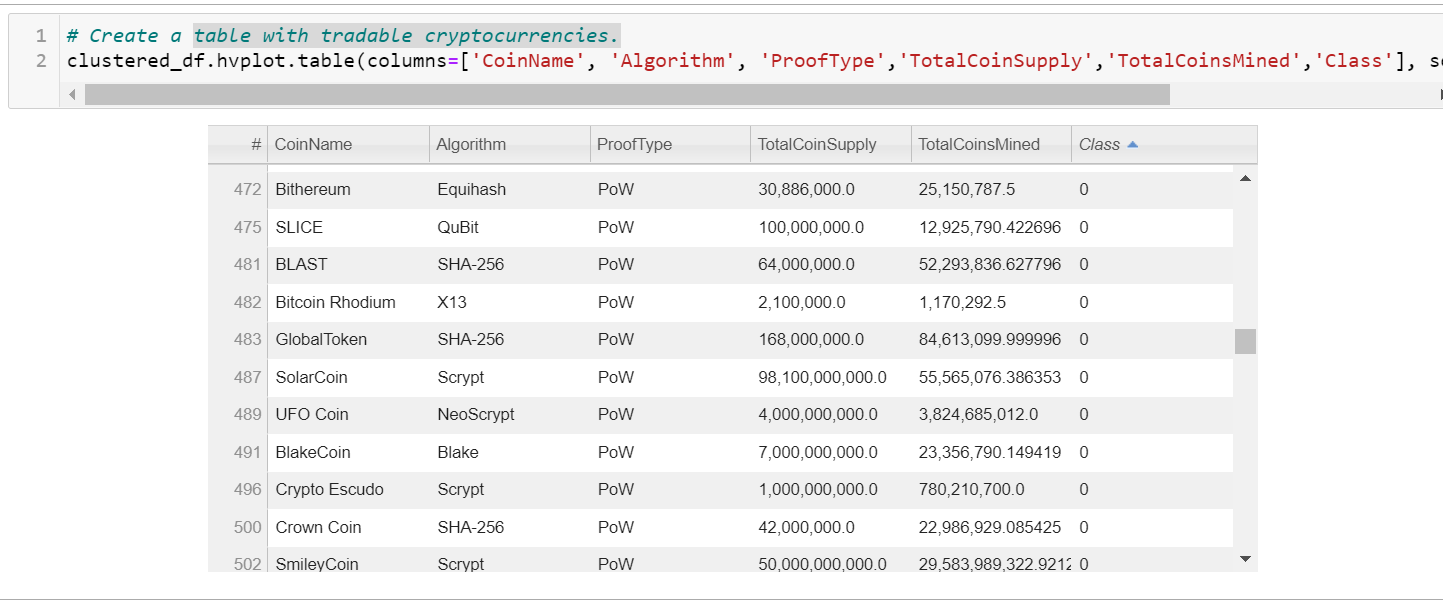 1 # Create a table with tradable cryptocurrencies.
2 clustered_df.hvplot.table(columns=['CoinName', 'Algorithm', 'ProofType','TotalCoinSupply','TotalCoinsMined','Class'],
# CoinName Algorithm ProofType TotalCoinSupply TotalCoinsMined Class
472 Bithereum Equihash PoW 30,886,000.0 25,150,787.5 0
475 SLICE QuBit PoW 100,000,000.0 12,925,790.422696 0
481 BLAST SHA-256 PoW 64,000,000.0 52,293,836.627796 0
482 Bitcoin Rhodium X13 PoW 2,100,000.0 1,170,292.5 0
483 GlobalToken SHA-256 PoW 168,000,000.0 84,613,099.999996 0
487 SolarCoin Scrypt PoW 98,100,000,000.0 55,565,076.386353 0
489 UFO Coin NeoScrypt PoW 4,000,000,000.0 3,824,685,012.0 0
491 BlakeCoin Blake PoW 7,000,000,000.0 23,356,790.149419 0
496 Crypto Escudo Scrypt PoW 1,000,000,000.0 780,210,700.0 0
500 Crown Coin SHA-256 PoW 42,000,000.0 22,986,929.085425 0
502 SmileyCoin Scrypt PoW 50,000,000,000.0 29,583,989,322.9212 0